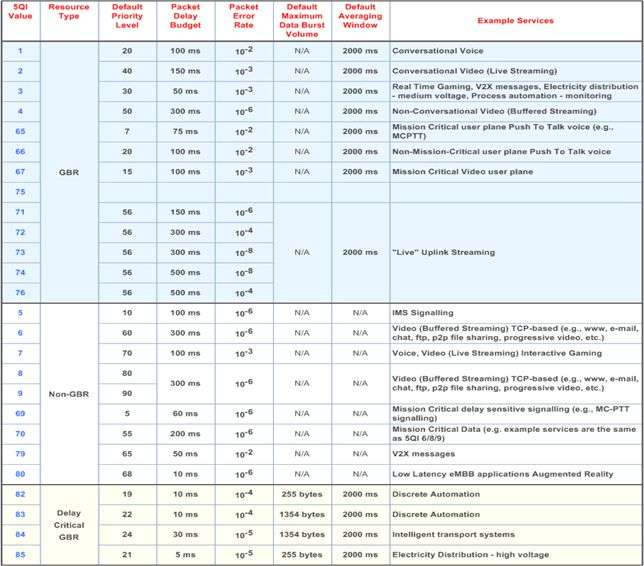 5QI Value | Resource Type | Default Priority Level | Packet Delay Budget | Packet Error Rate | Default Maximum Data Burst Volume | Default Averaging Window | Example Services
1 | GBR | 20 | 100 ms | 10-2 | N/A | 2000 ms | Conversational Voice
2 | 40 | 150 ms | 10-3 | N/A | 2000 ms | Conversational Video (Live Streaming)
3 | 30 | 50 ms | 10-3 | N/A | 2000 ms | Real Time Gaming, V2X messages, Electricity distribution - medium voltage, Process automation - monitoring
4 | 50 | 300 ms | 10-6 | N/A | 2000 ms | Non-Conversational Video (Buffered Streaming)
65 | 7 | 75 ms | 10-2 | N/A | 2000 ms | Mission Critical user plane Push To Talk voice (e.g., MCPTT)
66 | 20 | 100 ms | 10-2 | N/A | 2000 ms | Non-Mission-Critical user plane Push To Talk voice
67 | 15 | 100 ms | 10-3 | N/A | 2000 ms | Mission Critical Video user plane
75
71 | 56 | 150 ms | 10-6 | N/A | 2000 ms | "Live" Uplink Streaming
72 | 56 | 300 ms | 10-4
73 | 56 | 300 ms | 10-8
74 | 56 | 500 ms | 10-8
76 | 56 | 500 ms | 10-4
5 | Non-GBR | 10 | 100 ms | 10-6 | N/A | N/A | IMS Signalling
6 | 60 | 300 ms | 10-6 | N/A | N/A | Video (Buffered Streaming) TCP-based (e.g., www, e-mail, chat, ftp, p2p file sharing, progressive video, etc.)
7 | 70 | 100 ms | 10-3 | N/A | N/A | Voice, Video (Live Streaming) Interactive Gaming
8 | 80 | 300 ms | 10-6 | N/A | N/A | Video (Buffered Streaming) TCP-based (e.g., www, e-mail, chat, ftp, p2p file sharing, progressive video, etc.)
9 | 90
69 | 5 | 60 ms | 10-6 | N/A | N/A | Mission Critical delay sensitive signalling (e.g., MC-PTT signalling)
70 | 55 | 200 ms | 10-6 | N/A | N/A | Mission Critical Data (e.g. example services are the same as 5QI 6/8/9)
79 | 65 | 50 ms | 10-2 | N/A | N/A | V2X messages
80 | 68 | 10 ms | 10-6 | N/A | N/A | Low Latency eMBB applications Augmented Reality
82 | Delay Critical GBR | 19 | 10 ms | 10-4 | 255 bytes | 2000 ms | Discrete Automation
83 | 22 | 10 ms | 10-4 | 1354 bytes | 2000 ms | Discrete Automation
84 | 24 | 30 ms | 10-5 | 1354 bytes | 2000 ms | Intelligent transport systems
85 | 21 | 5 ms | 10-5 | 255 bytes | 2000 ms | Electricity Distribution - high voltage